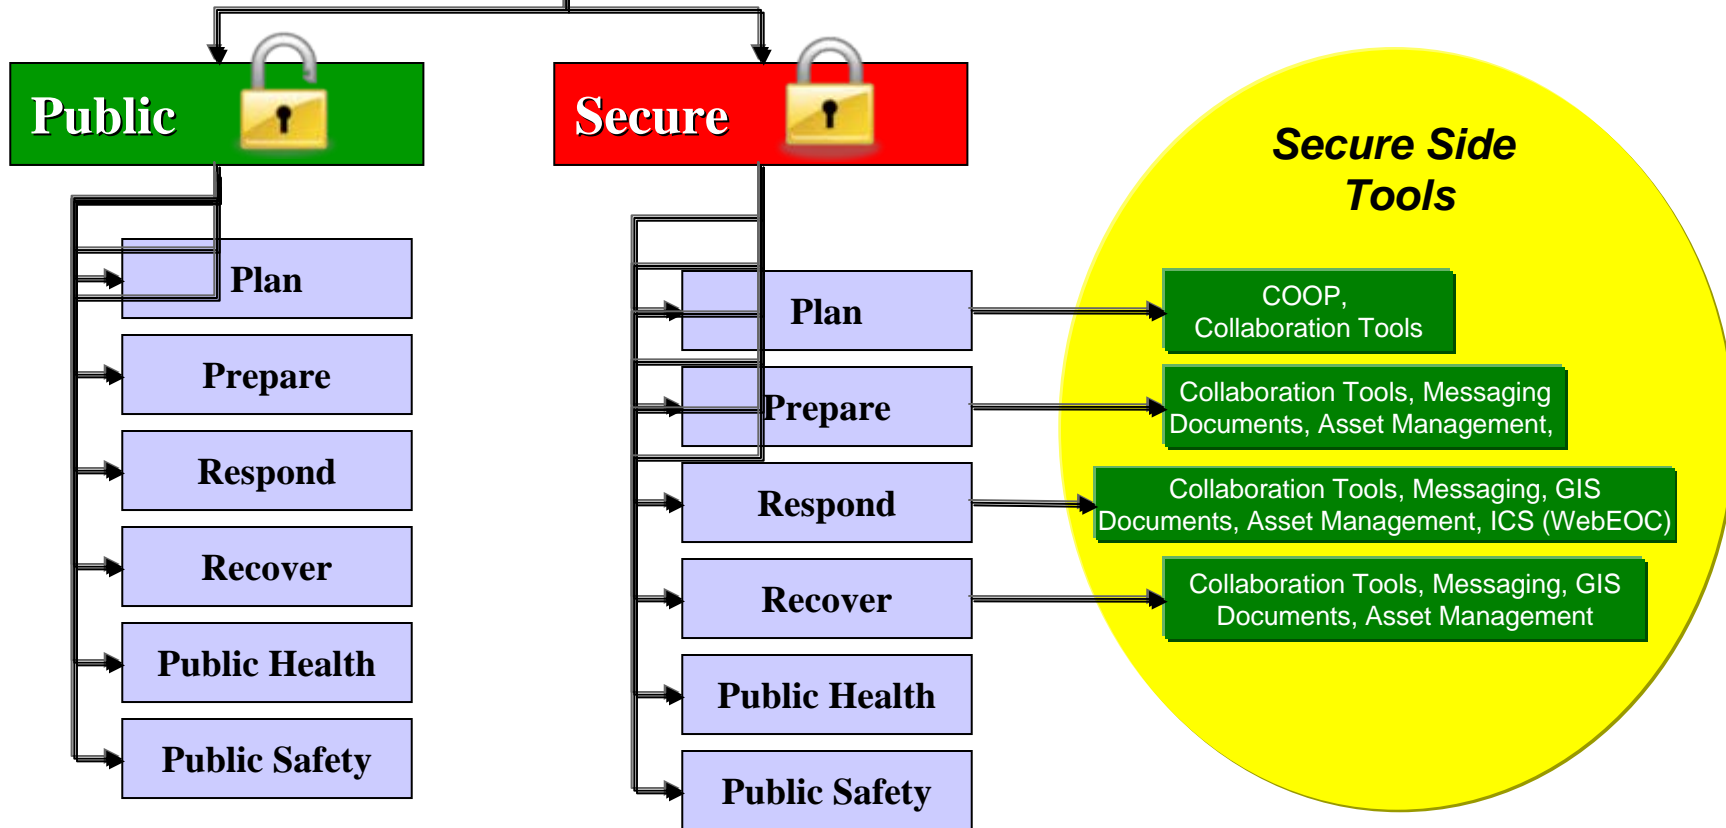 Public
Plan
Prepare
Respond
Recover
Public Health
Public Safety
Secure
Plan
Prepare
Respond
Recover
Public Health
Public Safety
Secure Side
Tools
COOP,
Collaboration Tools
Collaboration Tools, Messaging
Documents, Asset Management,
Collaboration Tools, Messaging, GIS
Documents, Asset Management, ICS (WebEOC)
Collaboration Tools, Messaging, GIS
Documents, Asset Management